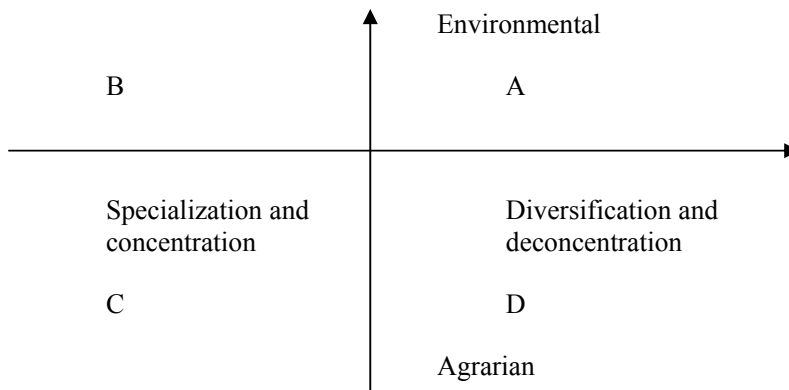 Environmental
B
A
Specialization and
concentration
Diversification and
deconcentration
C
D
Agrarian